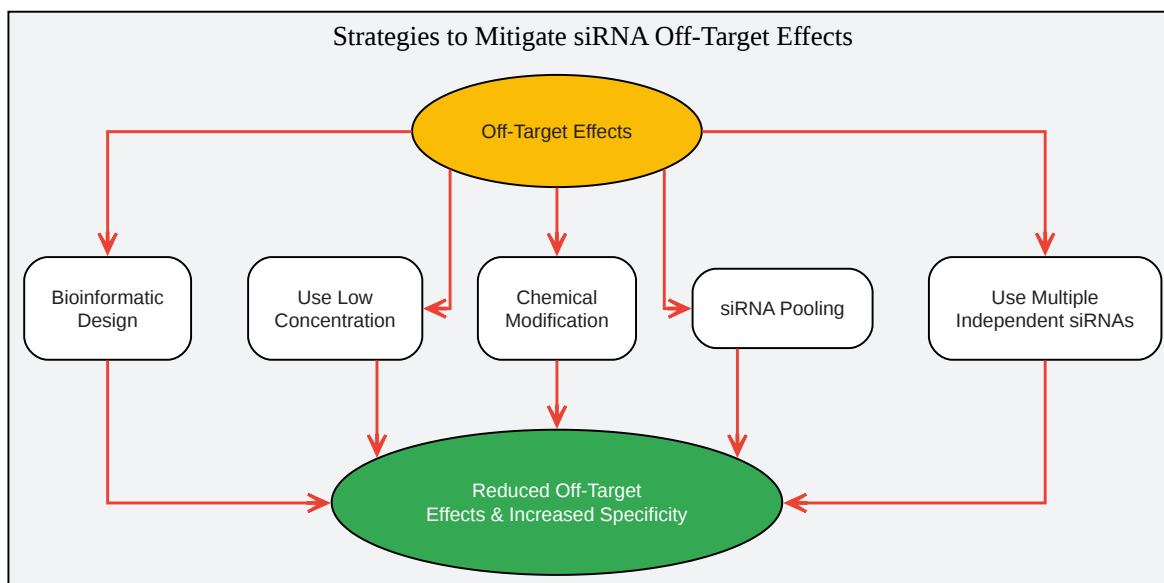 Strategies to Mitigate siRNA Off-Target Effects
Off-Target Effects
Bioinformatic
Design
Use Low
Concentration
Chemical
Modification
siRNA Pooling
Use Multiple
Independent siRNAs
Reduced Off-Target
Effects & Increased Specificity